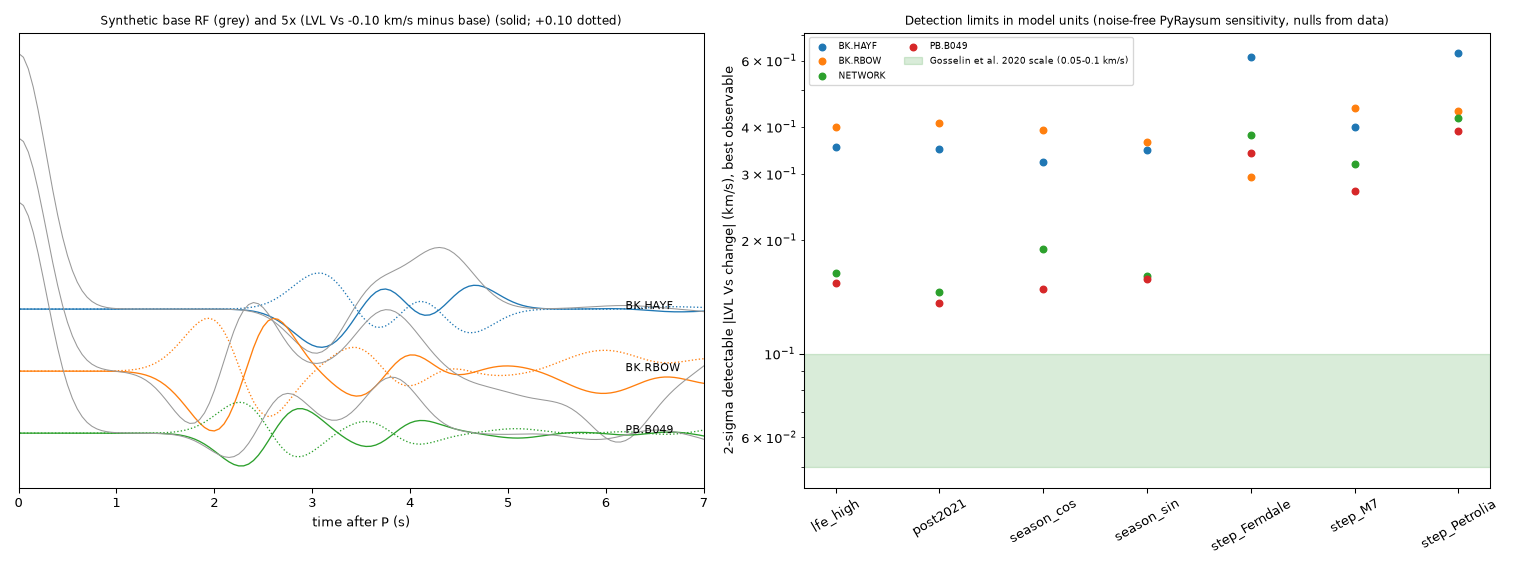 Synthetic base RF (grey) and 5x (LVL Vs -0.10 km/s minus base) (solid; +0.10 dotted)
BK.HAYF
BK.RBOW
PB.B049
0 1 2 3 4 5 6 7
time after P (s)
Detection limits in model units (noise-free PyRaysum sensitivity, nulls from data)
BK.HAYF
BK.RBOW
NETWORK
PB.B049
Gosselin et al. 2020 scale (0.05-0.1 km/s)
2-sigma detectable |LVL Vs change| (km/s), best observable
6 × 10⁻¹
4 × 10⁻¹
3 × 10⁻¹
2 × 10⁻¹
10⁻¹
6 × 10⁻²
lfe_high
post2021
season_cos
season_sin
step_Ferndale
step_M7
step_Petrolia